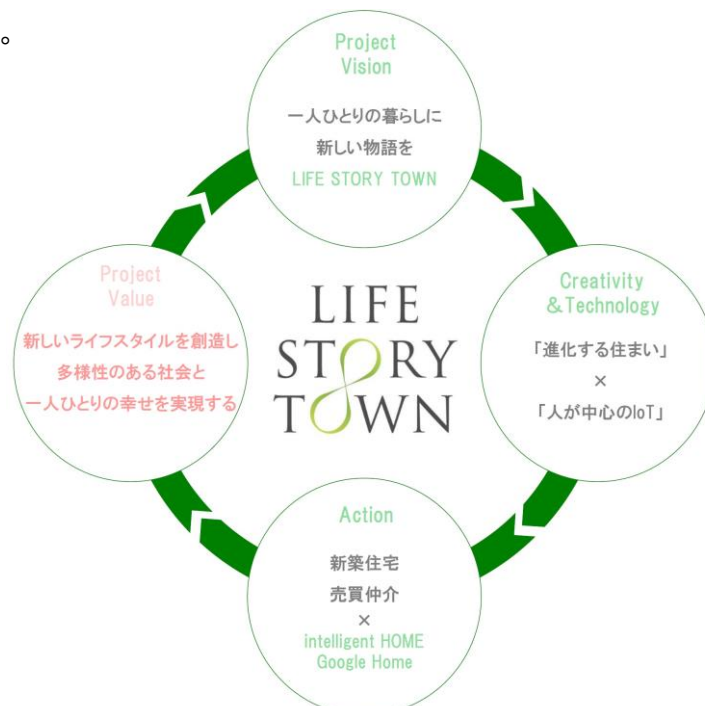 。
Project
Vision
一人ひとりの暮らしに
新しい物語を
LIFE STORY TOWN
Creativity
&Technology
「進化する住まい」
×
「人が中心のIoT」
Action
新築住宅
売買仲介
×
intelligent HOME
Google Home
Project
Value
新しいライフスタイルを創造し
多様性のある社会と
一人ひとりの幸せを実現する
LIFE
STORY
TOWN